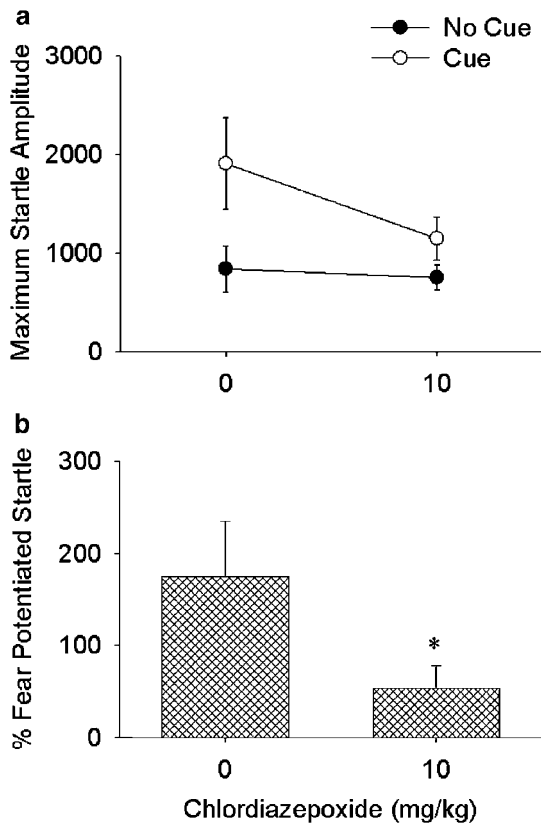 a
No Cue
Cue
Maximum Startle Amplitude
3000
2000
1000
0
0 10
b
% Fear Potentiated Startle
300
200
100
0
*
0 10
Chlordiazepoxide (mg/kg)